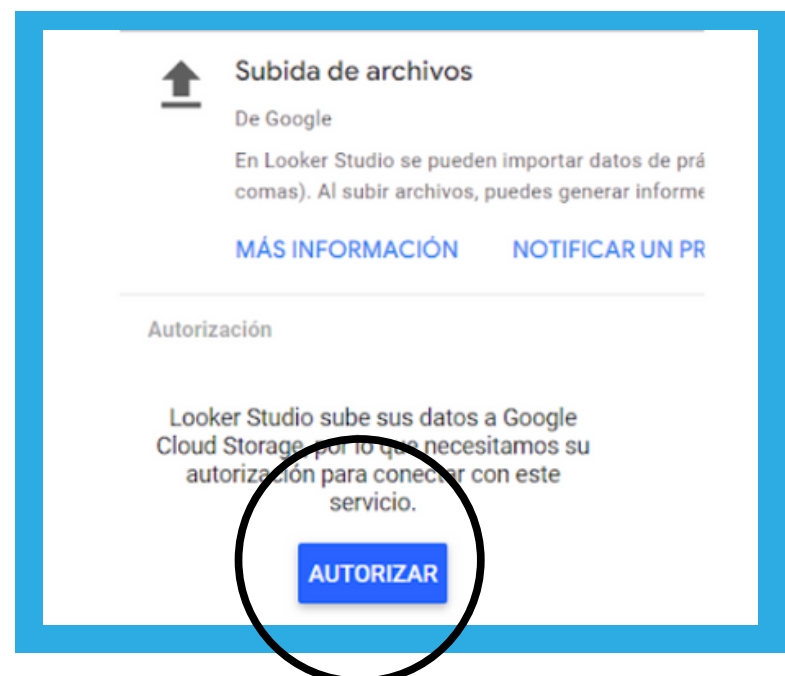 Subida de archivos
De Google
En Looker Studio se pueden importar datos de prá
comas). Al subir archivos, puedes generar informe
MÁS INFORMACIÓN NOTIFICAR UN PR
Autorización
Looker Studio sube sus datos a Google
Cloud Storage, por lo que necesitamos su
autorización para conectar con este
servicio.
AUTORIZAR